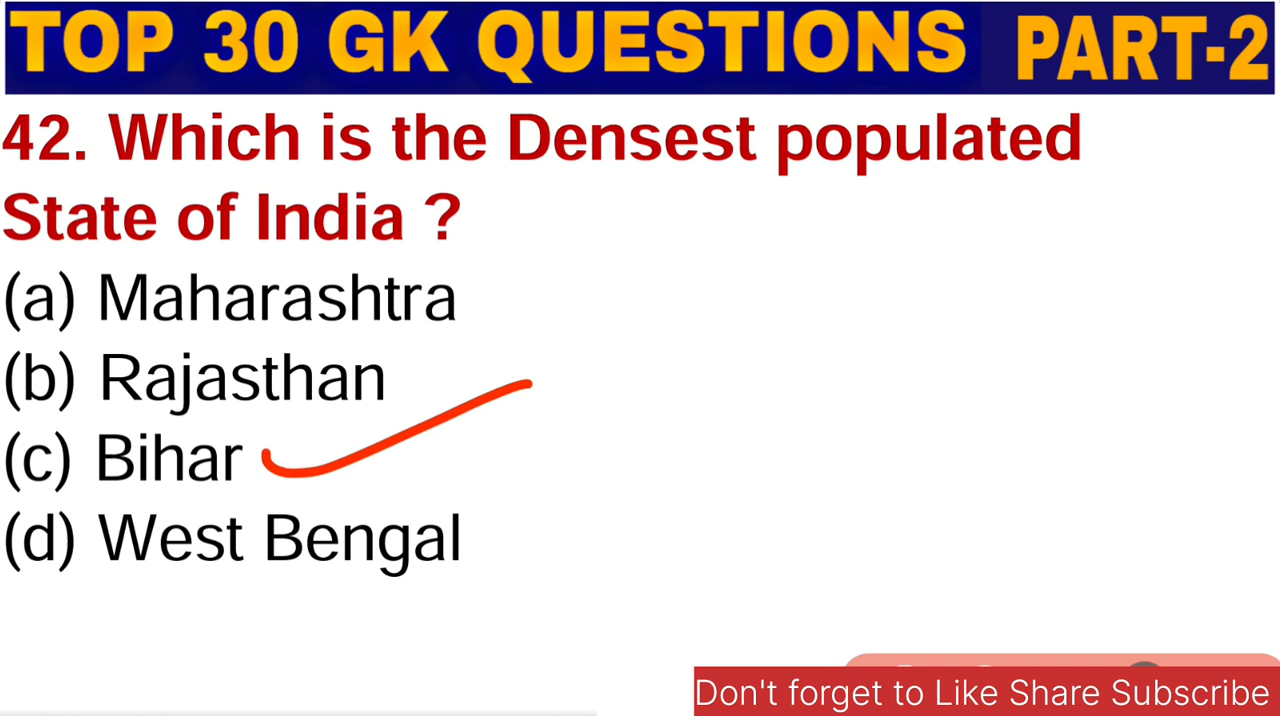 TOP 30 GK QUESTIONS PART-2
42. Which is the Densest populated
State of India ?
(a) Maharashtra
(b) Rajasthan
(c) Bihar
(d) West Bengal
Don't forget to Like Share Subscribe